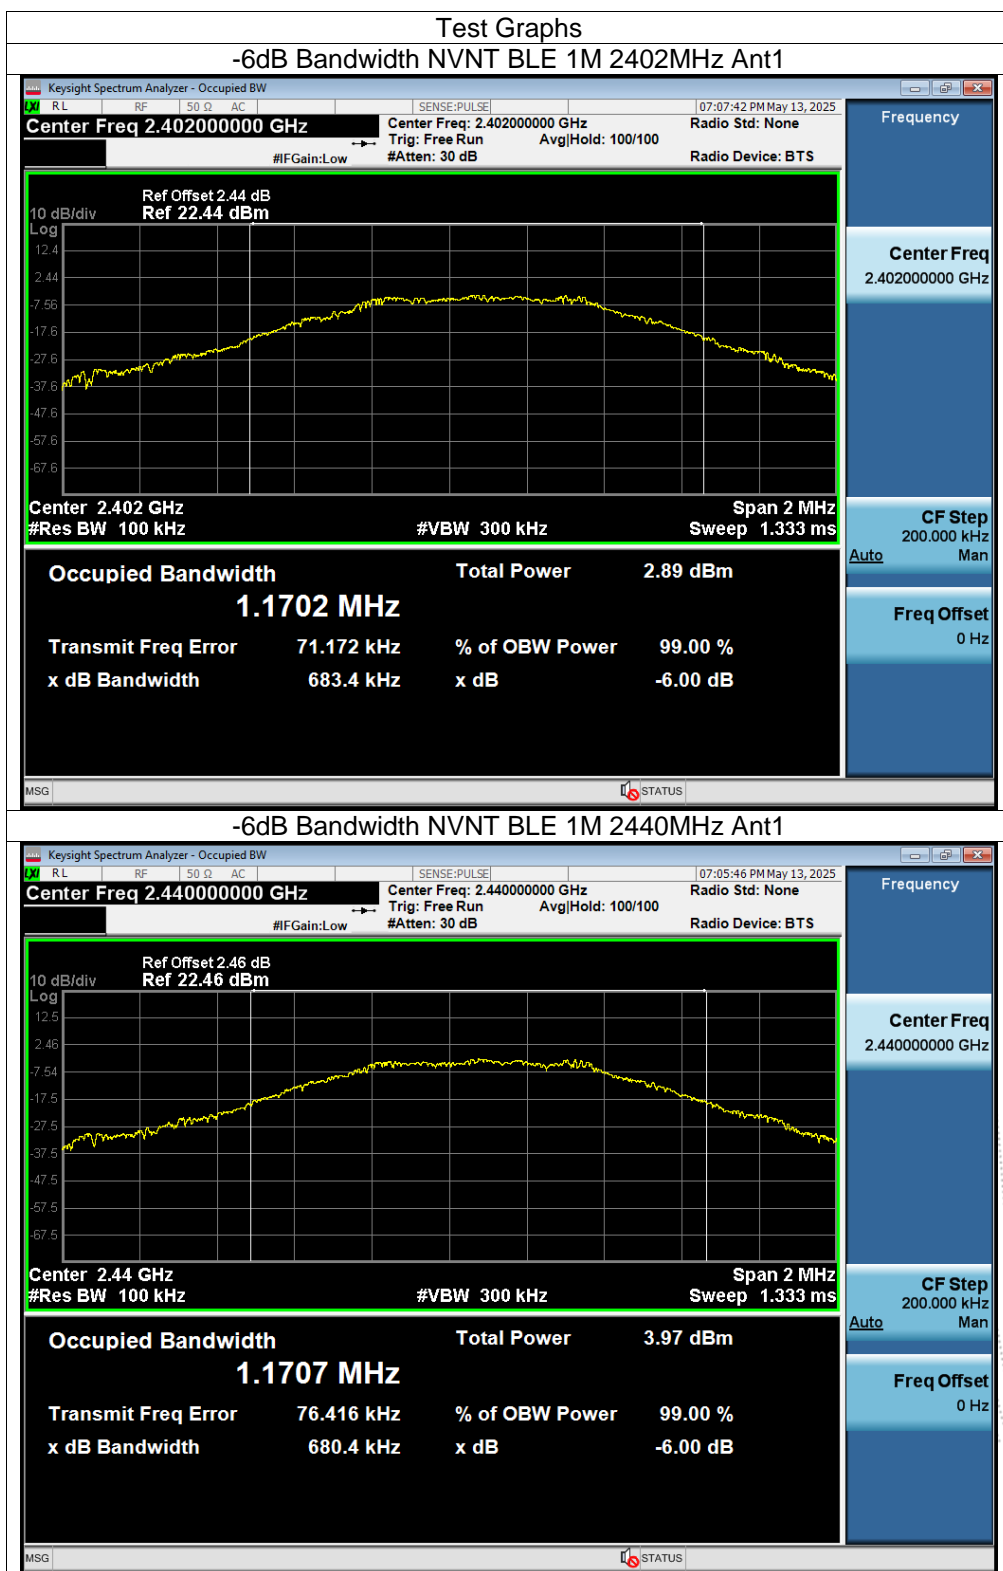 Test Graphs
-6dB Bandwidth NVNT BLE 1M 2402MHz Ant1
Keysight Spectrum Analyzer - Occupied BW
LXI RL RF 50 Ω AC SENSE:PULSE 07:07:42 PM May 13, 2025
Center Freq 2.402000000 GHz
Center Freq: 2.402000000 GHz Radio Std: None
Trig: Free Run Avg|Hold: 100/100
#IFGain:Low #Atten: 30 dB Radio Device: BTS
Frequency
Ref Offset 2.44 dB
10 dB/div Ref 22.44 dBm
Log
12.4
2.44
-7.56
-17.6
-27.6
-37.6
-47.6
-57.6
-67.6
Center 2.402 GHz Span 2 MHz
#Res BW 100 kHz #VBW 300 kHz Sweep 1.333 ms
Center Freq
2.402000000 GHz
CF Step
200.000 kHz
Auto Man
Freq Offset
0 Hz
Occupied Bandwidth Total Power 2.89 dBm
1.1702 MHz
Transmit Freq Error 71.172 kHz % of OBW Power 99.00 %
x dB Bandwidth 683.4 kHz x dB -6.00 dB
MSG STATUS
-6dB Bandwidth NVNT BLE 1M 2440MHz Ant1
Keysight Spectrum Analyzer - Occupied BW
LXI RL RF 50 Ω AC SENSE:PULSE 07:05:46 PM May 13, 2025
Center Freq 2.440000000 GHz
Center Freq: 2.440000000 GHz Radio Std: None
Trig: Free Run Avg|Hold: 100/100
#IFGain:Low #Atten: 30 dB Radio Device: BTS
Frequency
Ref Offset 2.46 dB
10 dB/div Ref 22.46 dBm
Log
12.5
2.46
-7.54
-17.5
-27.5
-37.5
-47.5
-57.5
-67.5
Center 2.44 GHz Span 2 MHz
#Res BW 100 kHz #VBW 300 kHz Sweep 1.333 ms
Center Freq
2.440000000 GHz
CF Step
200.000 kHz
Auto Man
Freq Offset
0 Hz
Occupied Bandwidth Total Power 3.97 dBm
1.1707 MHz
Transmit Freq Error 76.416 kHz % of OBW Power 99.00 %
x dB Bandwidth 680.4 kHz x dB -6.00 dB
MSG STATUS